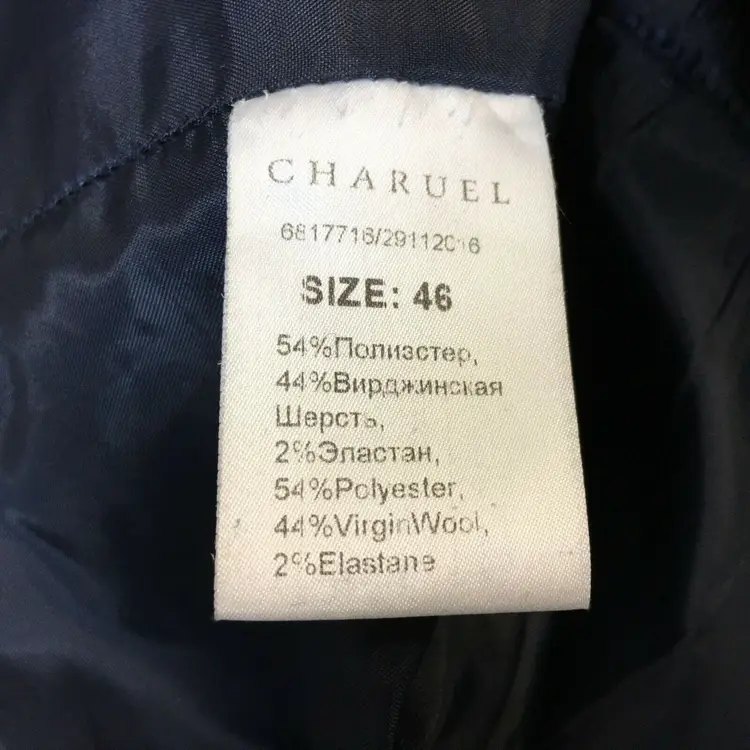 CHARUEL
6817716/29112016
SIZE: 46
54%Полиэстер,
44%Вирджинская
Шерсть,
2%Эластан,
54%Polyester,
44%VirginWool,
2%Elastane